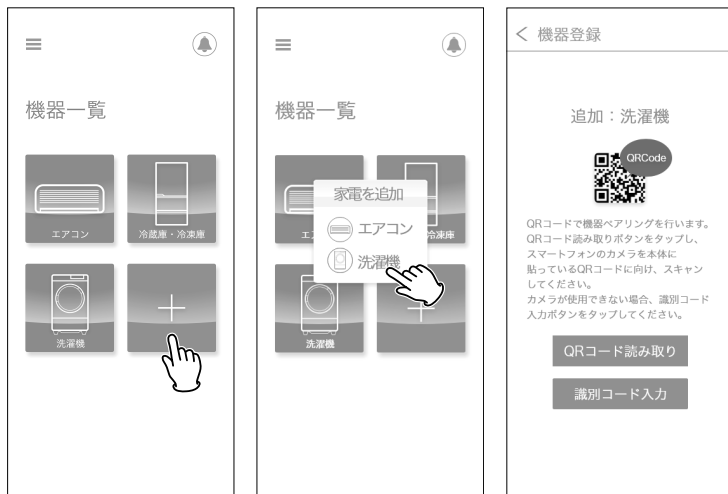 機器一覧
エアコン
冷蔵庫・冷凍庫
洗濯機
機器一覧
家電を追加
エアコン
洗濯機
エ
冷凍庫
洗濯機
機器登録
追加：洗濯機
QRCode
QRコードで機器ペアリングを行います。
QRコード読み取りボタンをタップし、
スマートフォンのカメラを本体に
貼っているQRコードに向け、スキャン
してください。
カメラが使用できない場合、識別コード
入力ボタンをタップしてください。
QRコード読み取り
識別コード入力